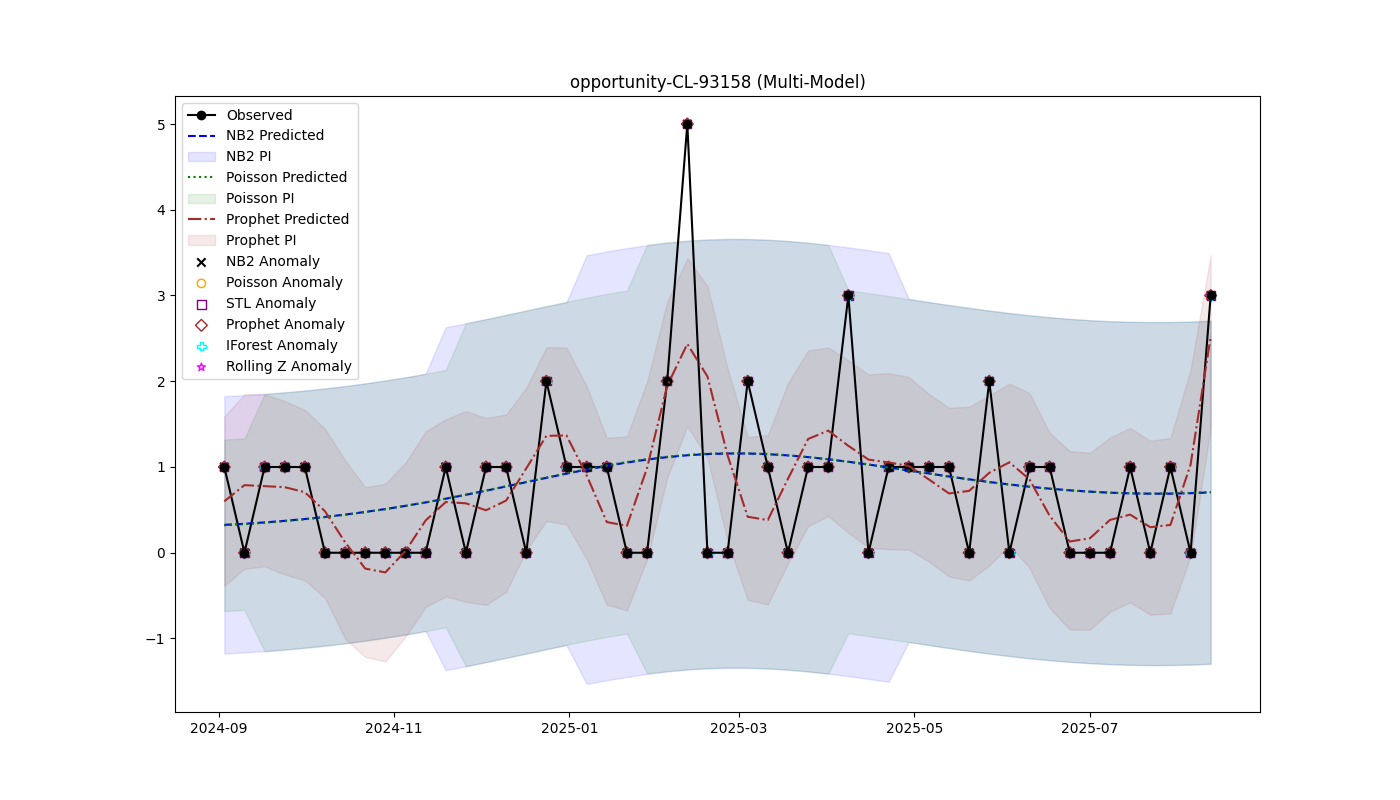 opportunity-CL-93158 (Multi-Model)
Observed
NB2 Predicted
NB2 PI
Poisson Predicted
Poisson PI
Prophet Predicted
Prophet PI
NB2 Anomaly
Poisson Anomaly
STL Anomaly
Prophet Anomaly
IForest Anomaly
Rolling Z Anomaly
5
4
3
2
1
0
−1
2024-09 2024-11 2025-01 2025-03 2025-05 2025-07